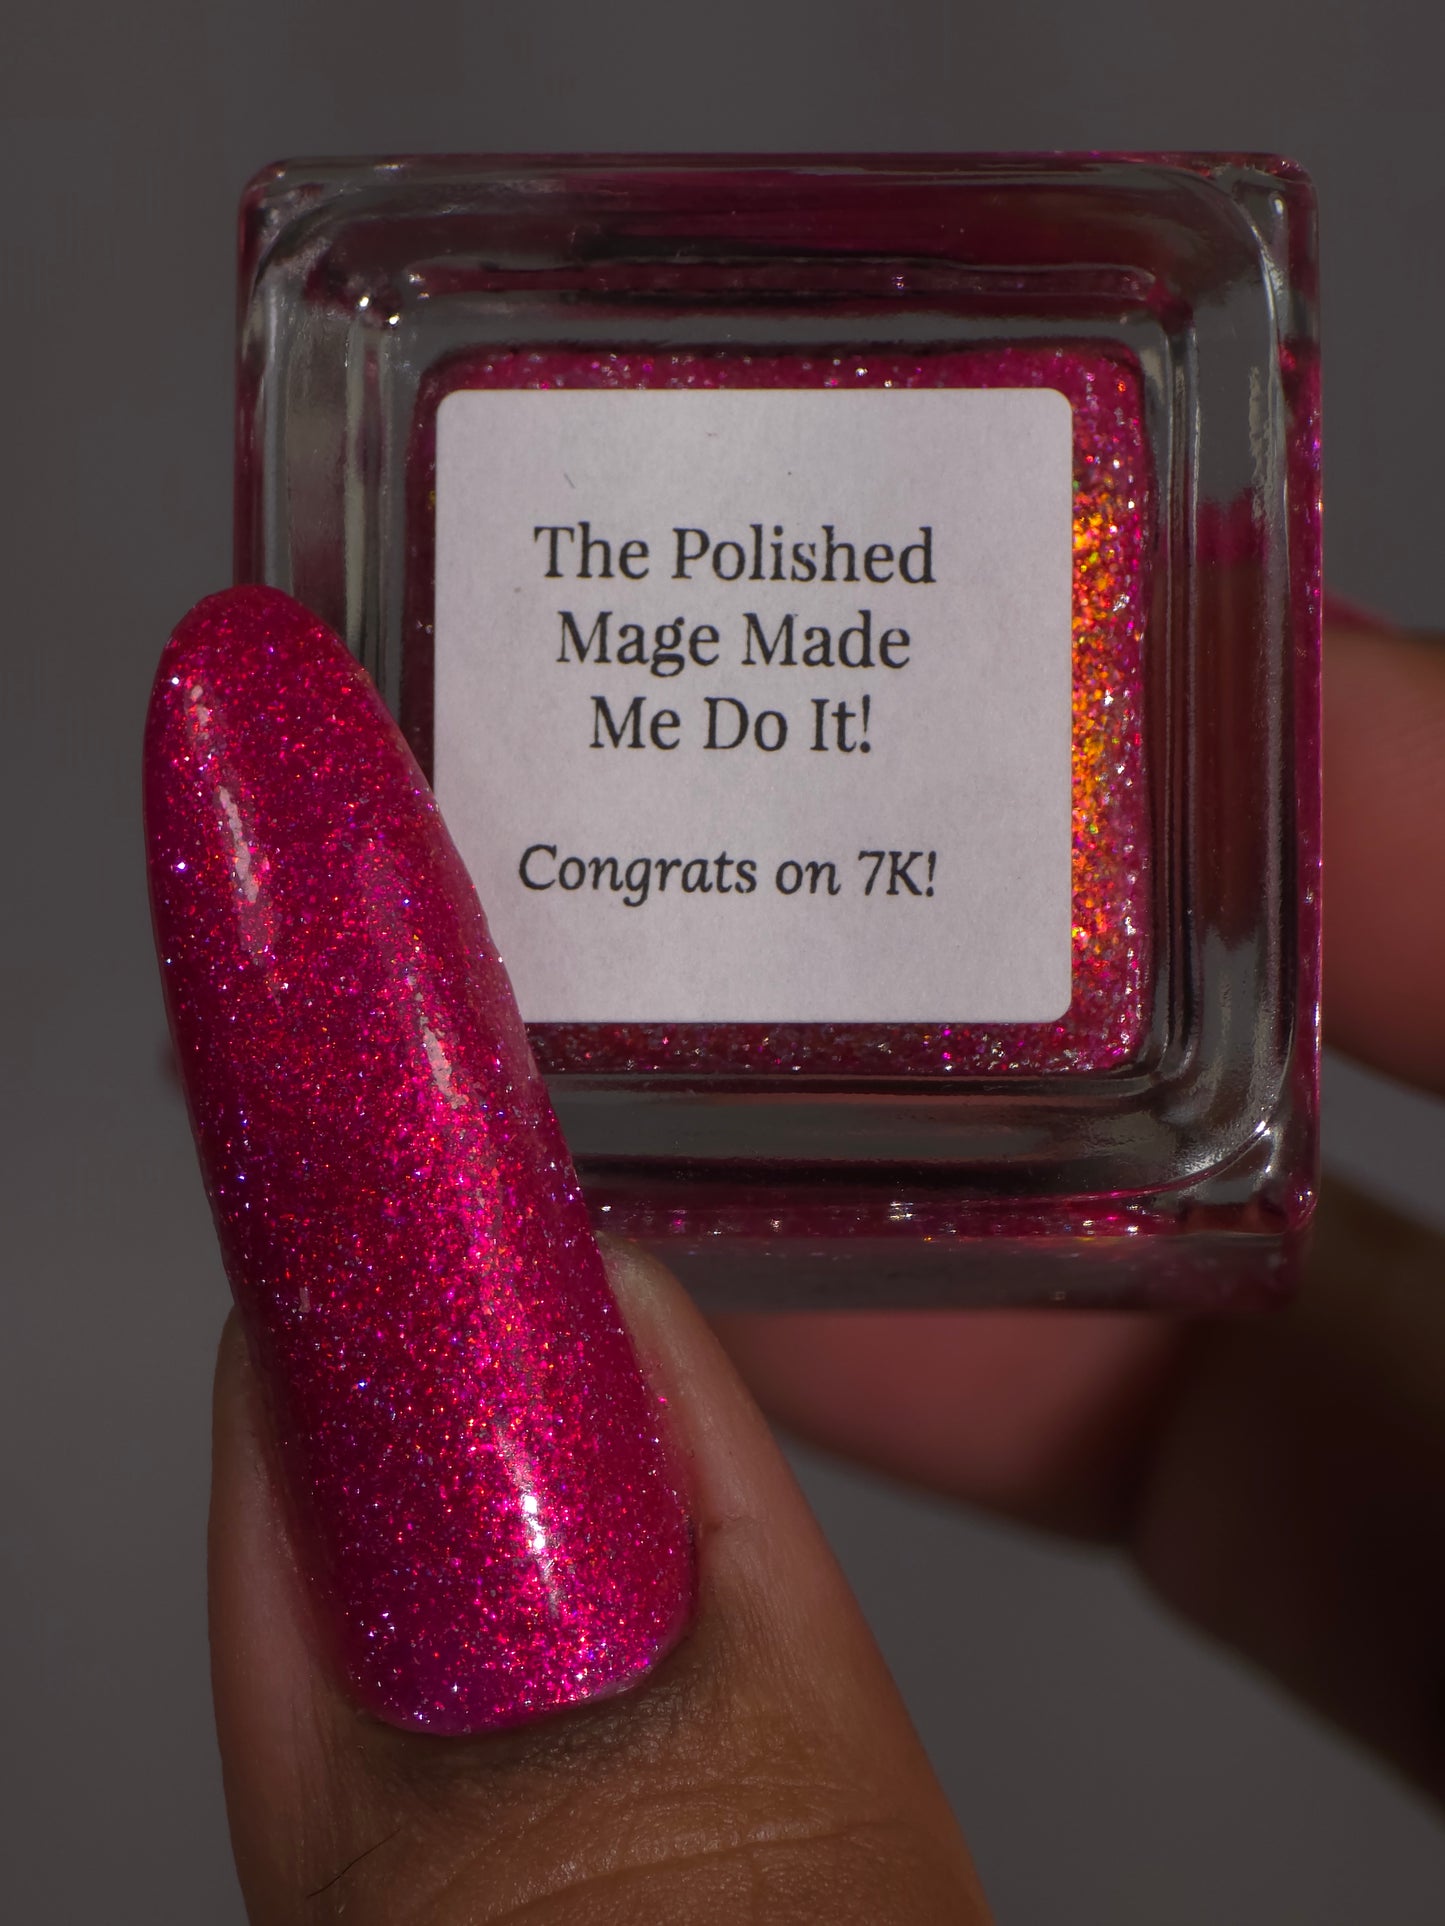 The Polished
Mage Made
Me Do It!
Congrats on 7K!